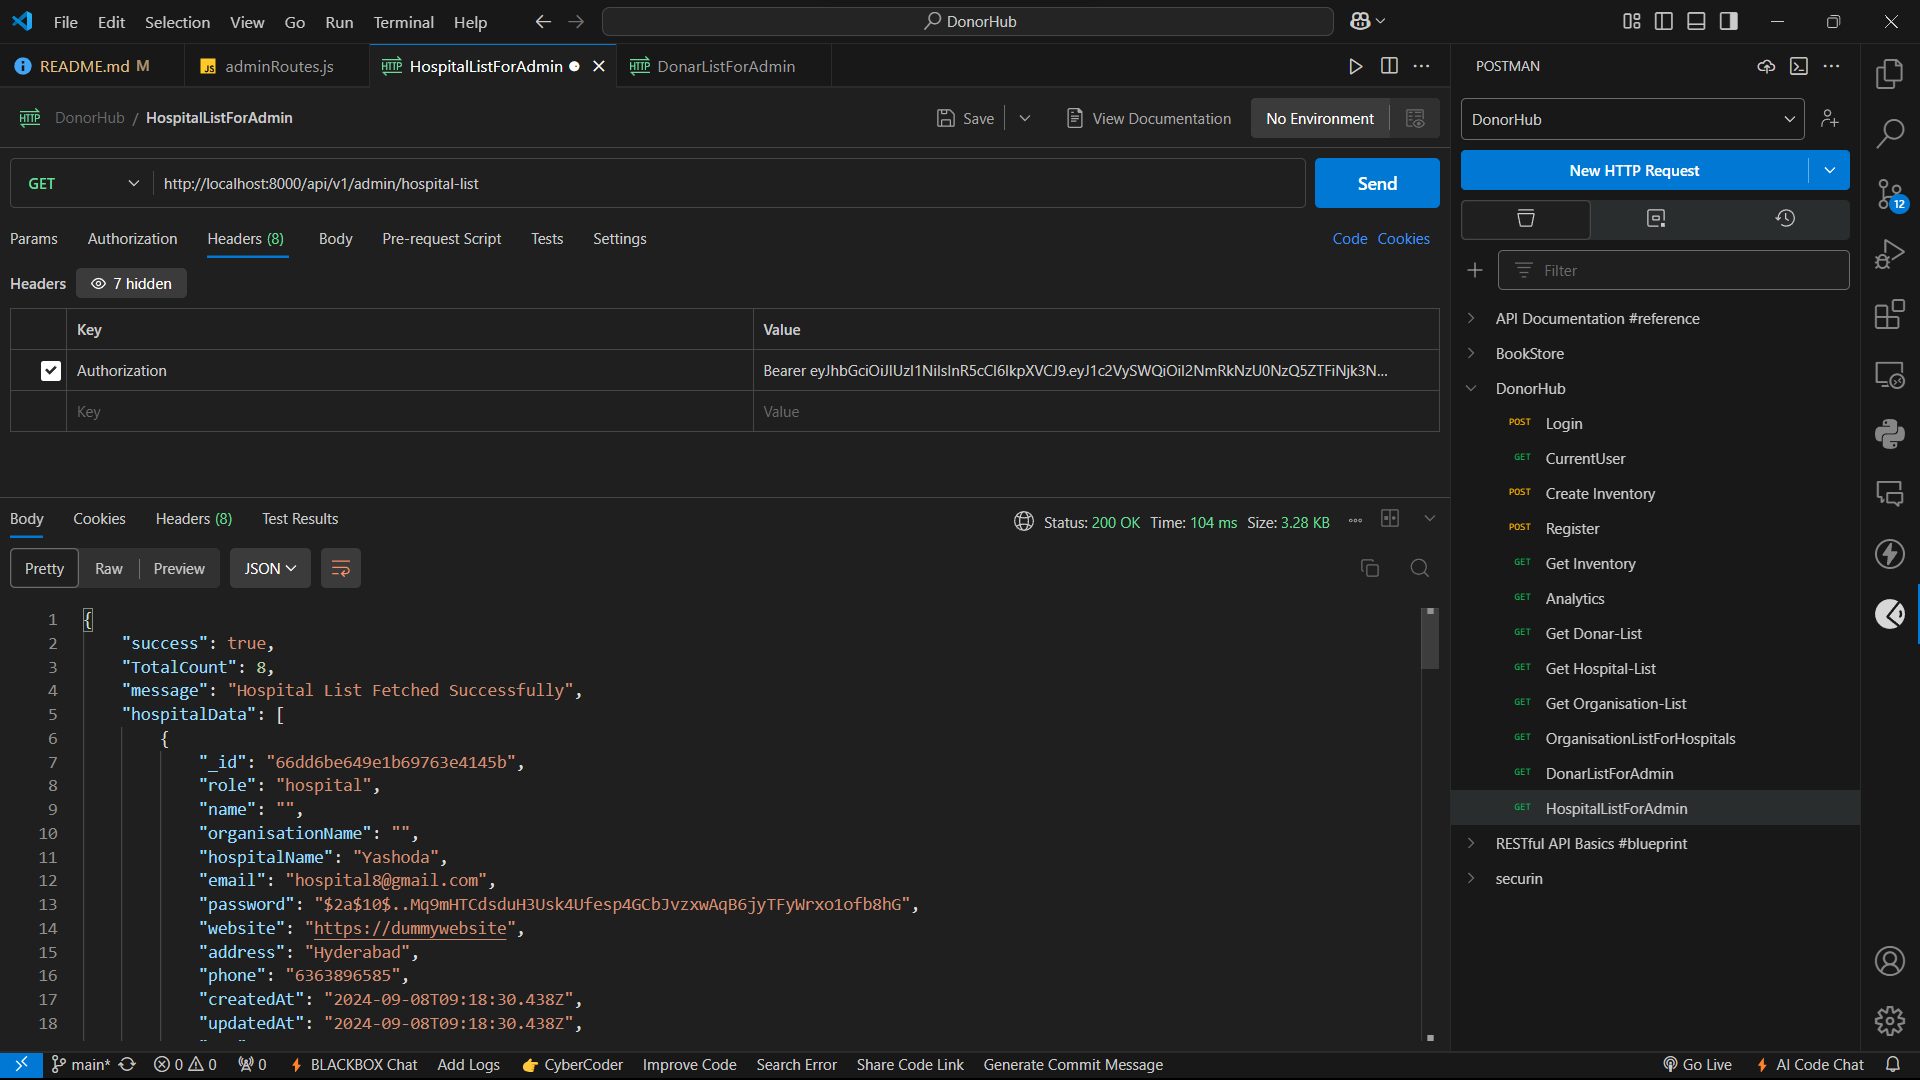 File Edit Selection View Go Run Terminal Help DonorHub
README.md M adminRoutes.js HospitalListForAdmin DonarListForAdmin
DonorHub / HospitalListForAdmin Save View Documentation No Environment
GET http://localhost:8000/api/v1/admin/hospital-list Send
Params Authorization Headers (8) Body Pre-request Script Tests Settings Code Cookies
Headers 7 hidden
Key Value
Authorization
Key Value
Body Cookies Headers (8) Test Results Status: 200 OK Time: 104 ms Size: 3.28 KB
Pretty Raw Preview JSON
1 {
2 "success": true,
3 "TotalCount": 8,
4 "message": "Hospital List Fetched Successfully",
5 "hospitalData": [
6 {
7 "_id": "66dd6be649e1b69763e4145b",
8 "role": "hospital",
9 "name": "",
10 "organisationName": "",
11 "hospitalName": "Yashoda",
12 "email": "hospital8@gmail.com",
13 "password": "$2a$10$..Mq9mHTCdsduH3Usk4Ufesp4GCbJvzxwAqB6jyTFyWrxo1ofb8hG",
14 "website": "https://dummywebsite",
15 "address": "Hyderabad",
16 "phone": "6363896585",
17 "createdAt": "2024-09-08T09:18:30.438Z",
18 "updatedAt": "2024-09-08T09:18:30.438Z",
POSTMAN
DonorHub
New HTTP Request
Filter
API Documentation #reference
BookStore
DonorHub
POST Login
GET CurrentUser
POST Create Inventory
POST Register
GET Get Inventory
GET Analytics
GET Get Donar-List
GET Get Hospital-List
GET Get Organisation-List
GET OrganisationListForHospitals
GET DonarListForAdmin
GET HospitalListForAdmin
RESTful API Basics #blueprint
securin
12
main* 0 0 0 BLACKBOX Chat Add Logs CyberCoder Improve Code Search Error Share Code Link Generate Commit Message Go Live AI Code Chat